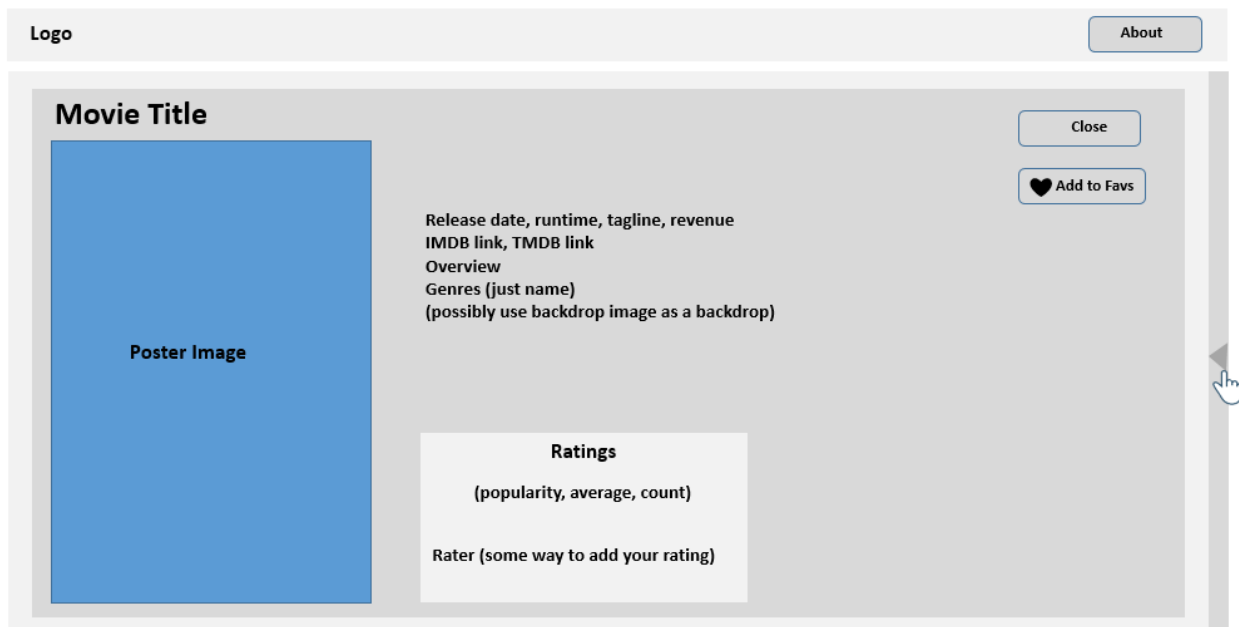 Logo
About
Movie Title
Close
Add to Favs
Release date, runtime, tagline, revenue
IMDB link, TMDB link
Overview
Genres (just name)
(possibly use backdrop image as a backdrop)
Poster Image
Ratings
(popularity, average, count)
Rater (some way to add your rating)